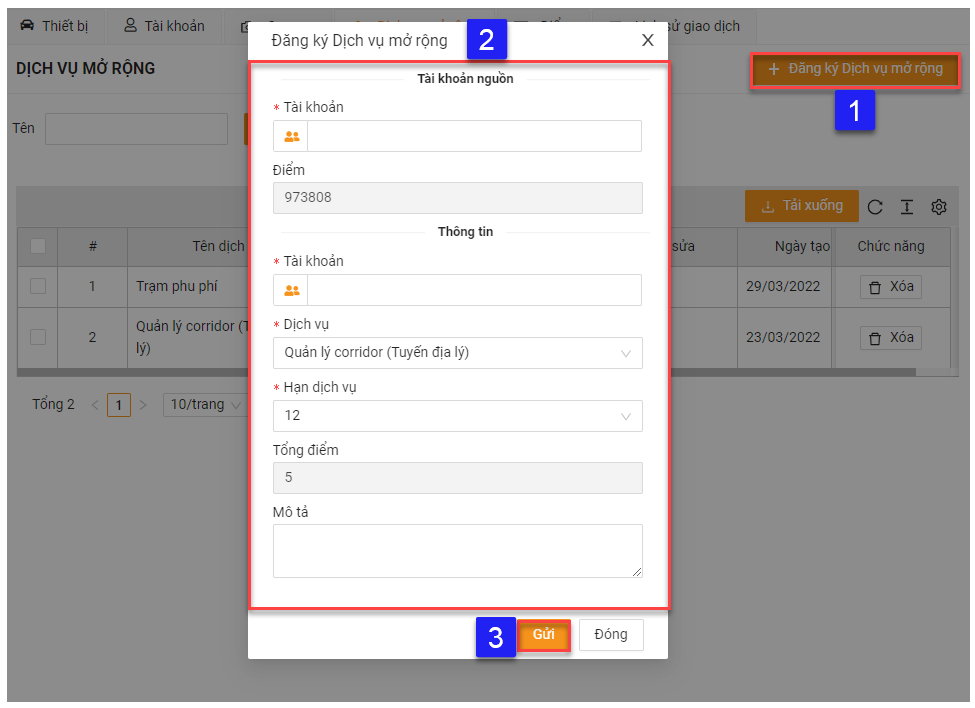 Thiết bị
Tài khoản
sử giao dịch
DỊCH VỤ MỞ RỘNG
+ Đăng ký Dịch vụ mở rộng
1
Tên
Đăng ký Dịch vụ mở rộng
2
X
Tài khoản nguồn
* Tài khoản
Điểm
973808
Thông tin
* Tài khoản
* Dịch vụ
Quản lý corridor (Tuyến địa lý)
* Hạn dịch vụ
12
Tổng điểm
5
Mô tả
3
Gửi
Đóng
Tải xuống
# Tên dịch sửa Ngày tạo Chức năng
1 Trạm phu phí 29/03/2022 Xóa
2 Quản lý corridor (T
lý) 23/03/2022 Xóa
Tổng 2 < 1 > 10/trang